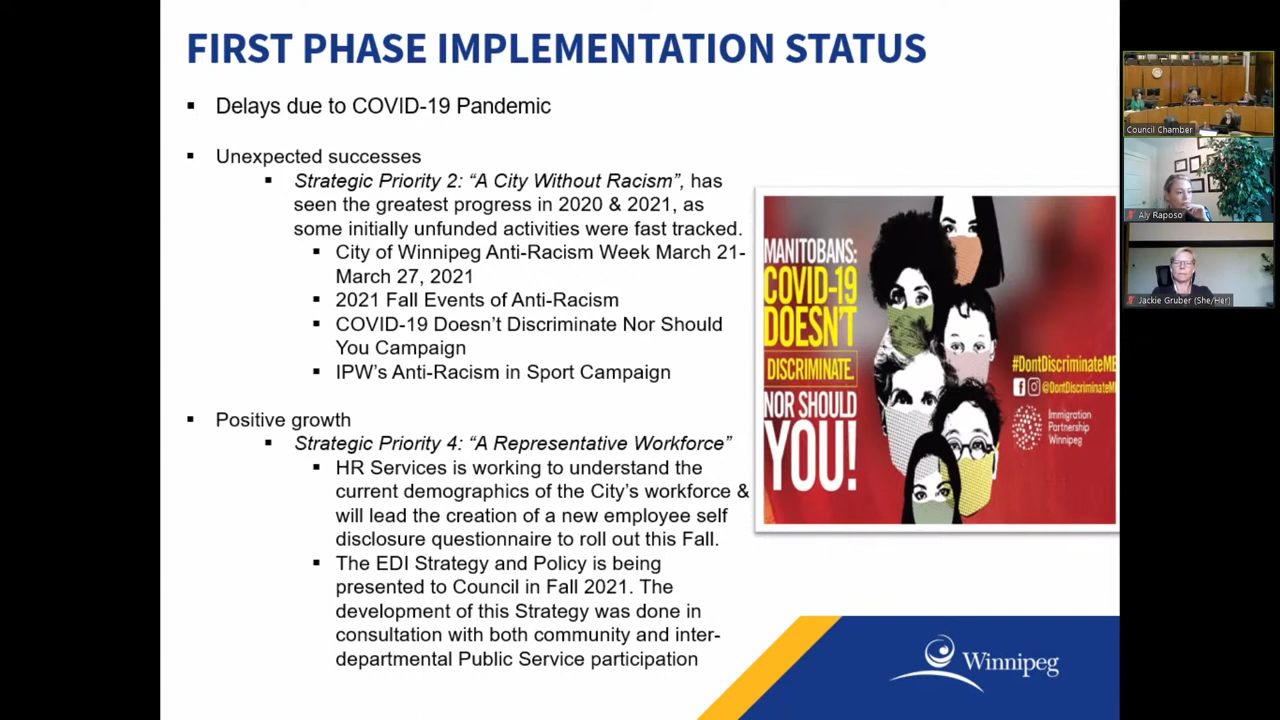 FIRST PHASE IMPLEMENTATION STATUS
▪ Delays due to COVID-19 Pandemic
▪ Unexpected successes
▪ Strategic Priority 2: “A City Without Racism”, has
seen the greatest progress in 2020 & 2021, as
some initially unfunded activities were fast tracked.
▪ City of Winnipeg Anti-Racism Week March 21-
March 27, 2021
▪ 2021 Fall Events of Anti-Racism
▪ COVID-19 Doesn’t Discriminate Nor Should
You Campaign
▪ IPW’s Anti-Racism in Sport Campaign
▪ Positive growth
▪ Strategic Priority 4: “A Representative Workforce”
▪ HR Services is working to understand the
current demographics of the City’s workforce &
will lead the creation of a new employee self
disclosure questionnaire to roll out this Fall.
▪ The EDI Strategy and Policy is being
presented to Council in Fall 2021. The
development of this Strategy was done in
consultation with both community and inter-
departmental Public Service participation
MANITOBANS:
COVID-19
DOESN'T
DISCRIMINATE.
NOR SHOULD
YOU!
#DontDiscriminateMB
@DontDiscriminateMB
Immigration
Partnership
Winnipeg
Winnipeg
Council Chamber
Aly Raposo
Jackie Gruber (She/Her)